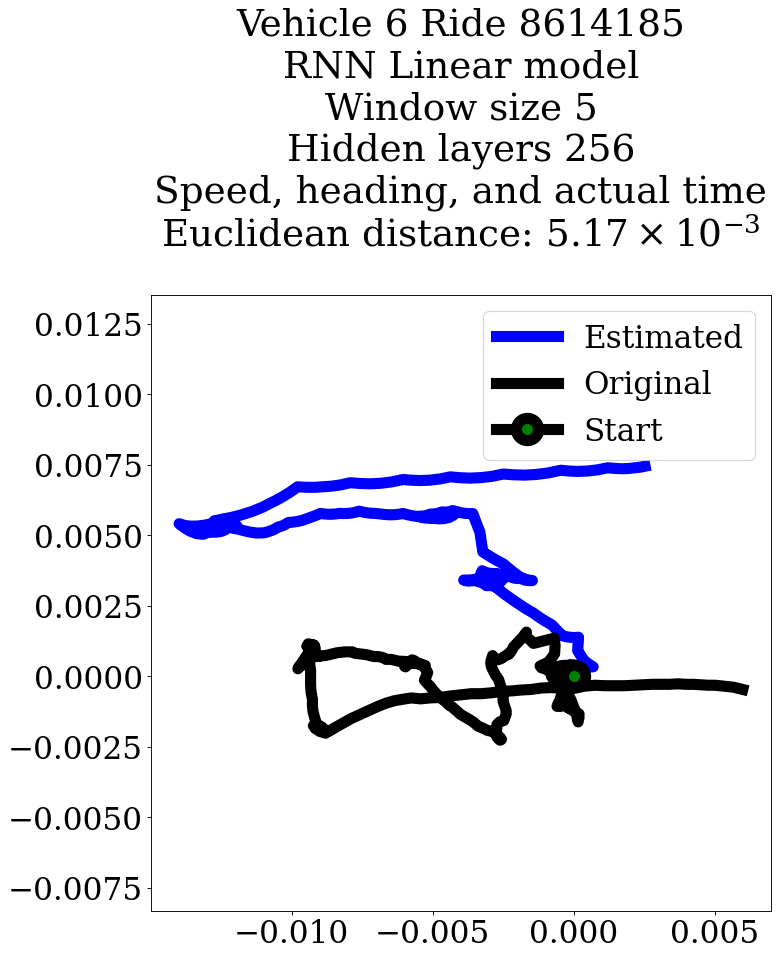 Vehicle 6 Ride 8614185
RNN Linear model
Window size 5
Hidden layers 256
Speed, heading, and actual time
Euclidean distance: 5.17 × 10⁻³
Estimated
Original
Start
0.0125
0.0100
0.0075
0.0050
0.0025
0.0000
−0.0025
−0.0050
−0.0075
−0.010 −0.005 0.000 0.005